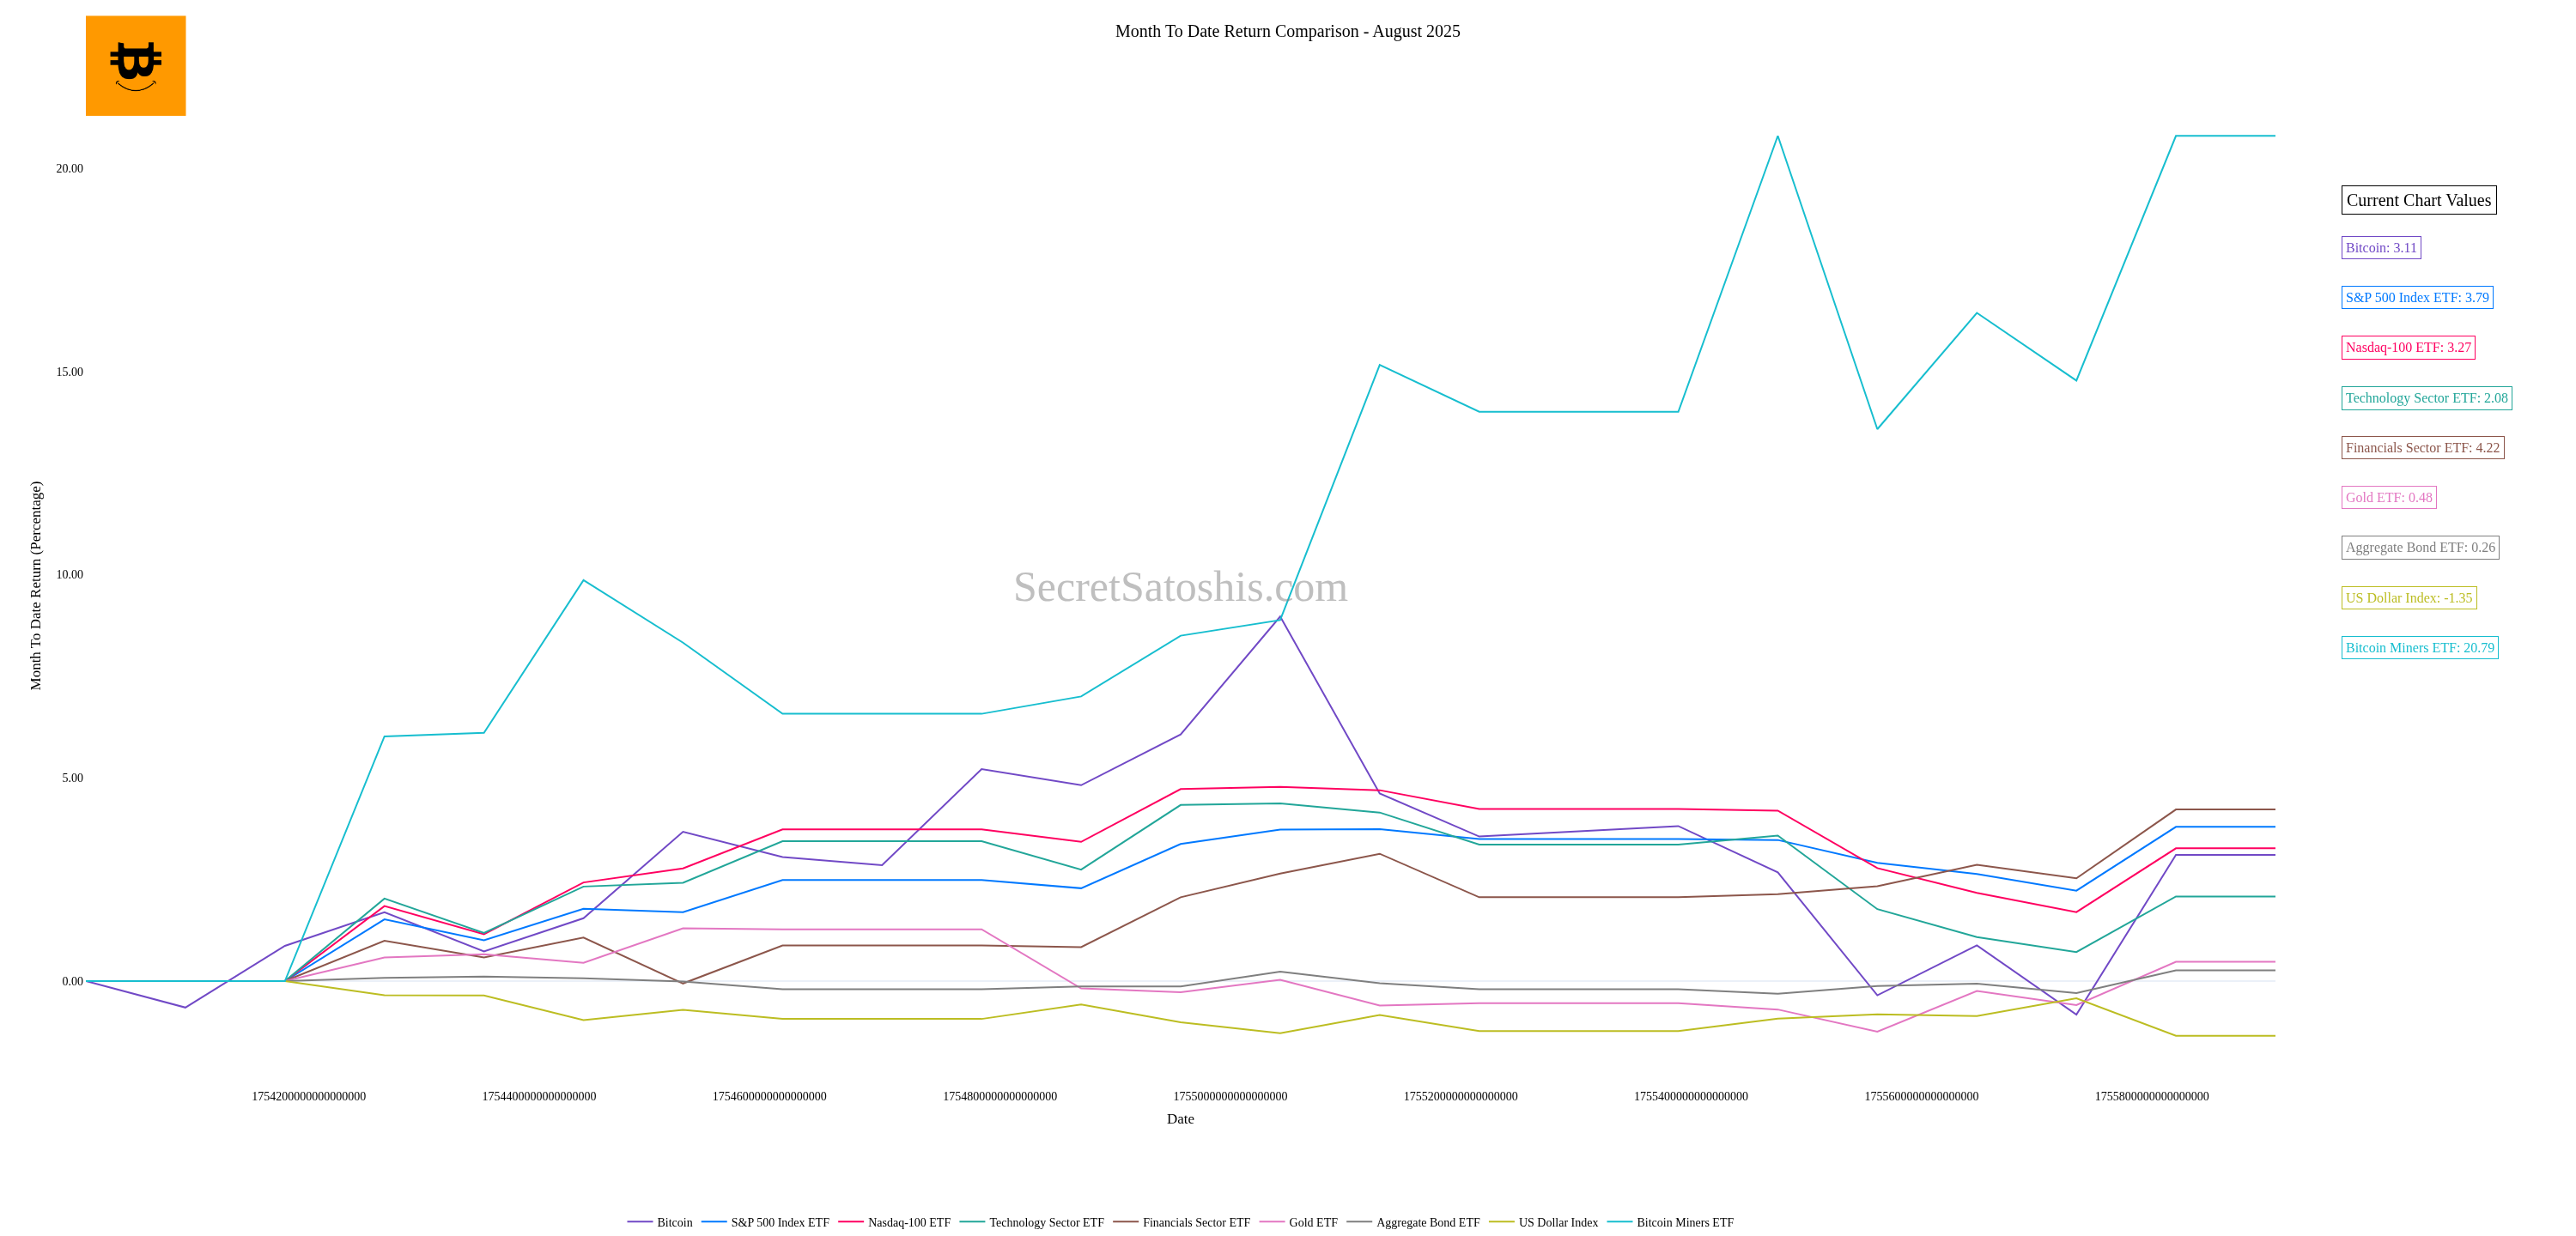 Month To Date Return Comparison - August 2025
20.00
15.00
10.00
5.00
0.00
Month To Date Return (Percentage)
SecretSatoshis.com
Current Chart Values
Bitcoin: 3.11
S&P 500 Index ETF: 3.79
Nasdaq-100 ETF: 3.27
Technology Sector ETF: 2.08
Financials Sector ETF: 4.22
Gold ETF: 0.48
Aggregate Bond ETF: 0.26
US Dollar Index: -1.35
Bitcoin Miners ETF: 20.79
1754200000000000000 1754400000000000000 1754600000000000000 1754800000000000000 1755000000000000000 1755200000000000000 1755400000000000000 1755600000000000000 1755800000000000000
Date
Bitcoin S&P 500 Index ETF Nasdaq-100 ETF Technology Sector ETF Financials Sector ETF Gold ETF Aggregate Bond ETF US Dollar Index Bitcoin Miners ETF